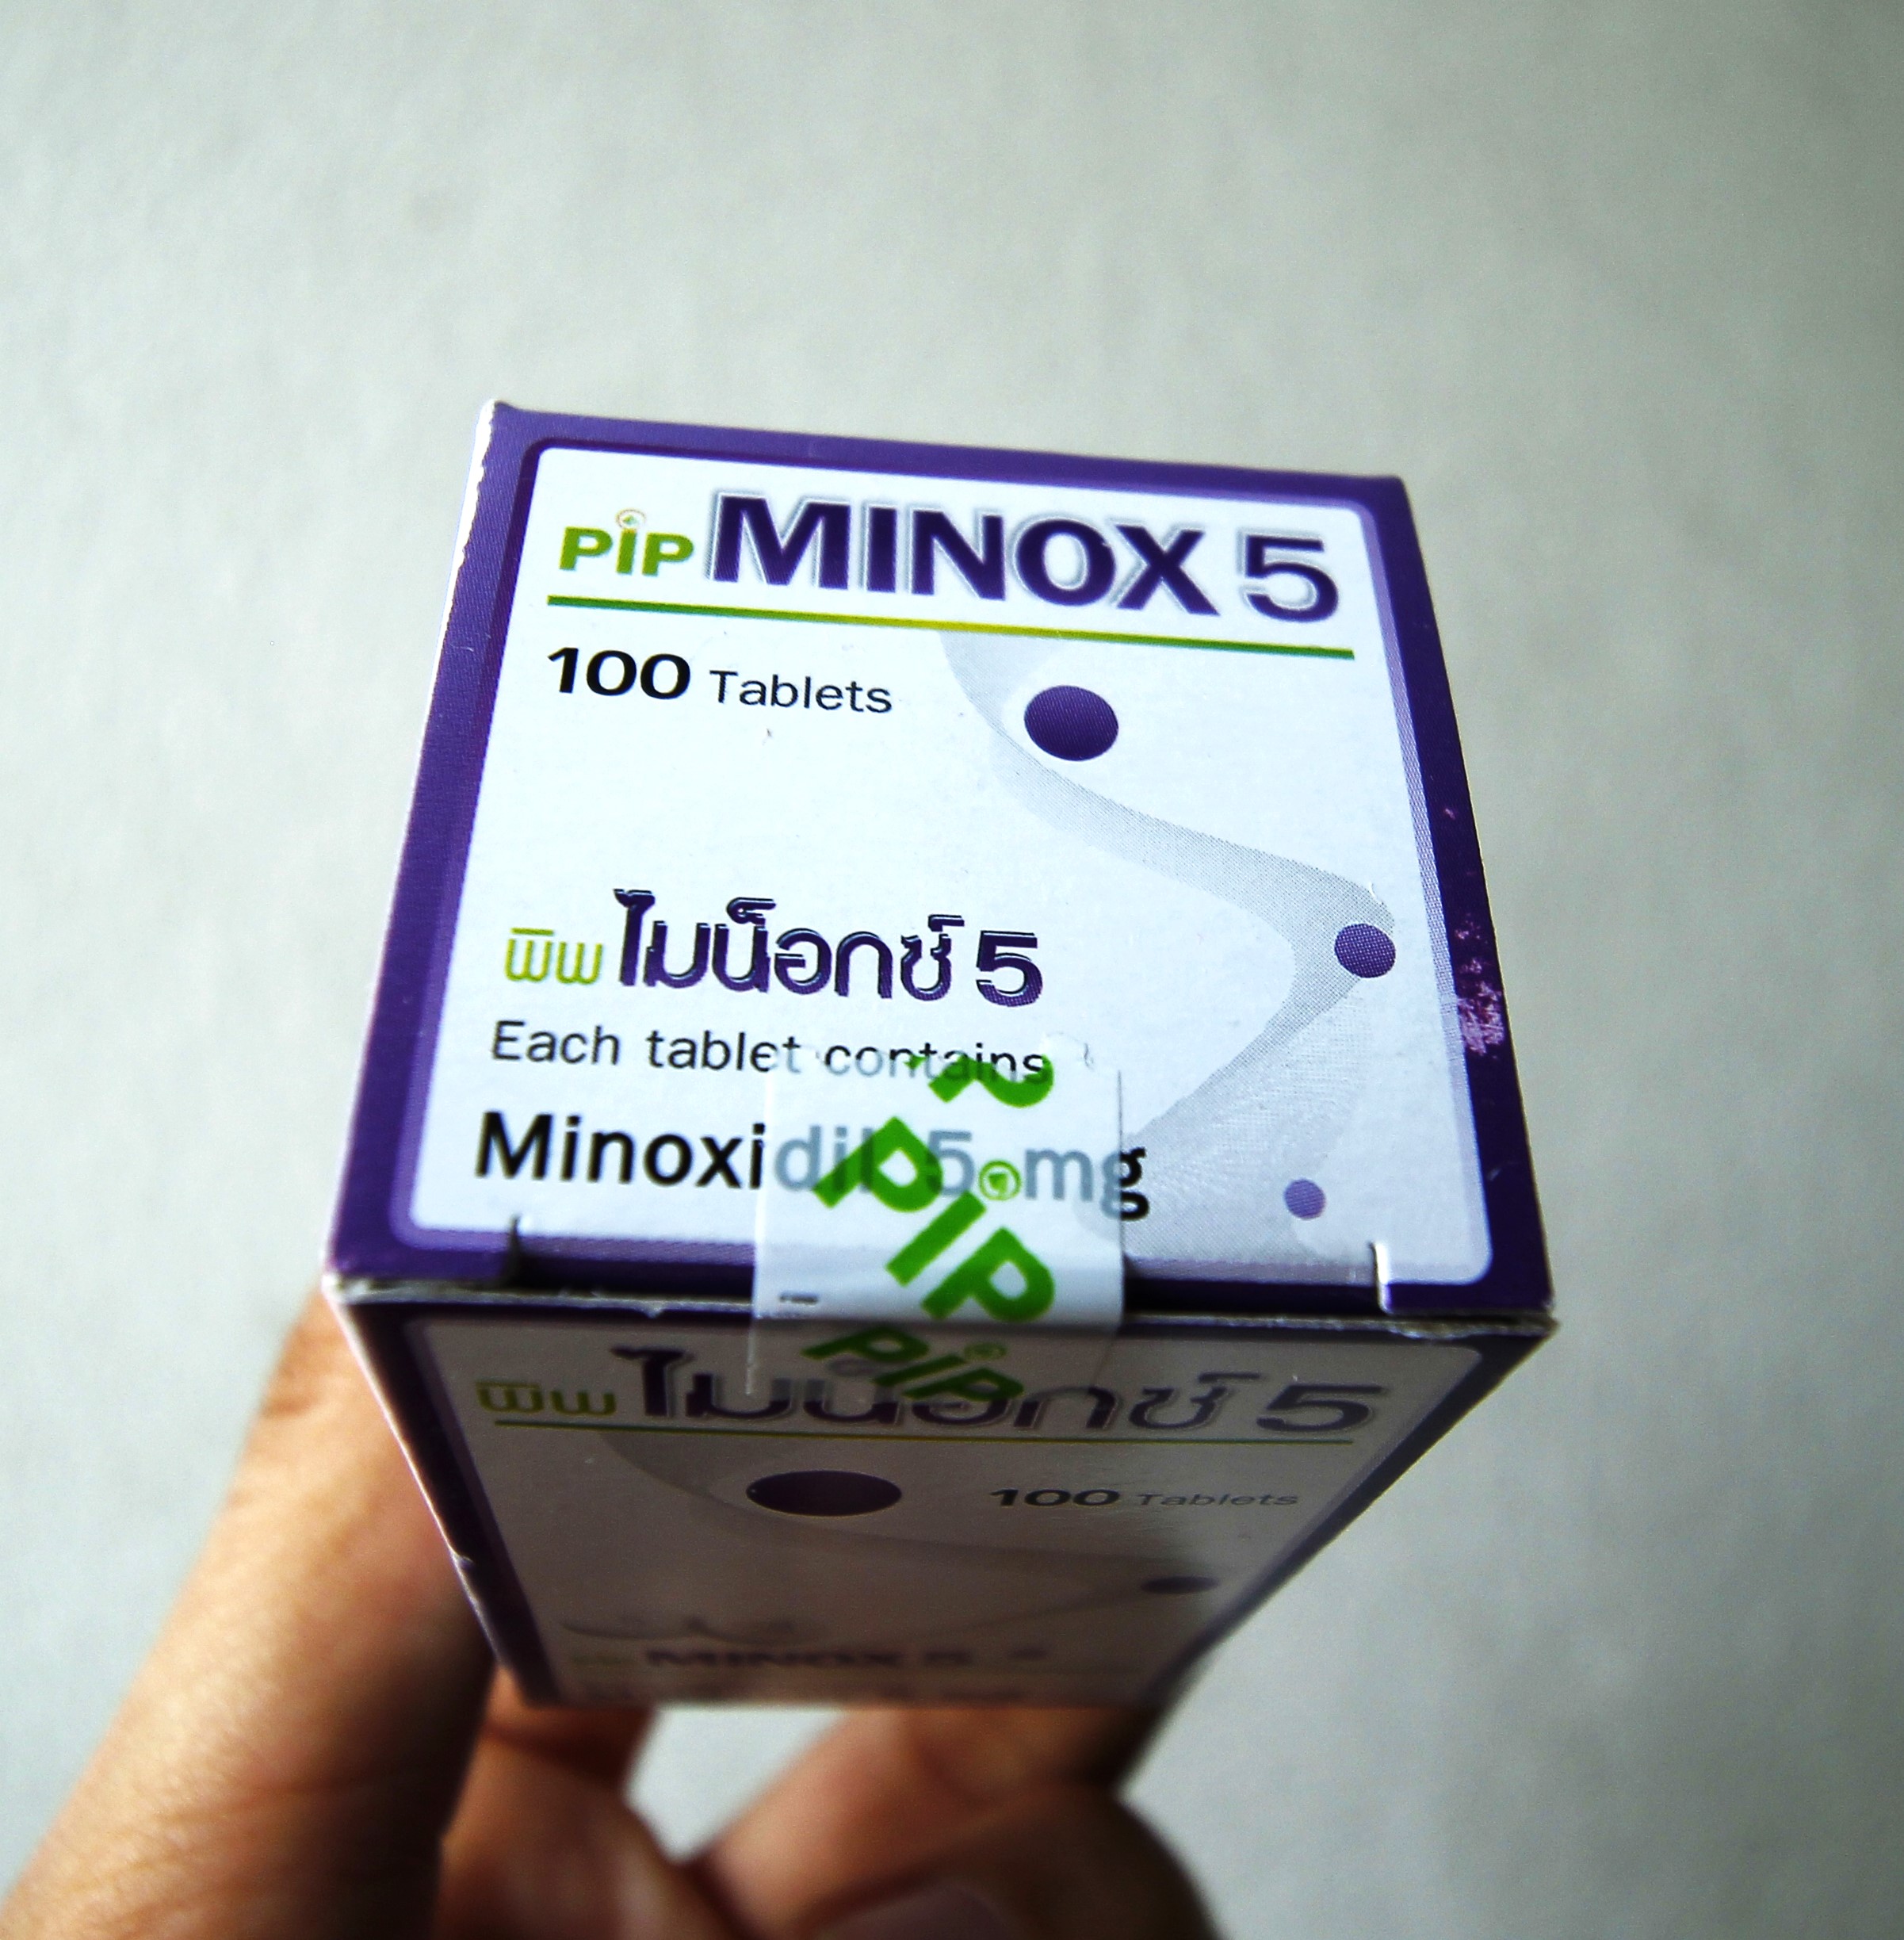 PiP MINOX 5
100 Tablets
พิพ ไมน็อกซ์ 5
Each tablet contains
Minoxidil 5 mg
P
PiP
PiP
พิพ ไมน็อกซ์ 5
100 Tablets
PiP MINOX 5